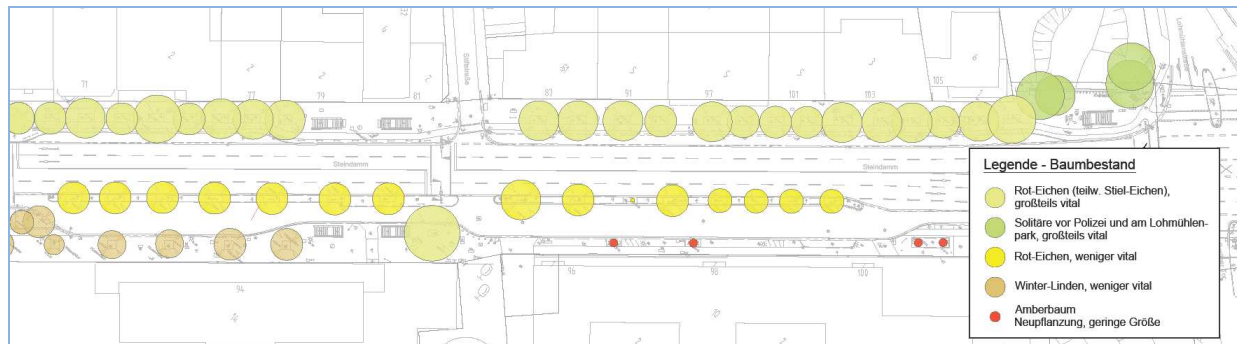 71
77
79
81
Stiftstraße
91
97
101
103
105
Lohmühlenstraße
Steindamm
Steindamm
94
96
98
100
Legende - Baumbestand
Rot-Eichen (teilw. Stiel-Eichen),
großteils vital
Solitäre vor Polizei und am Lohmühlen-
park, großteils vital
Rot-Eichen, weniger vital
Winter-Linden, weniger vital
Amberbaum
Neupflanzung, geringe Größe